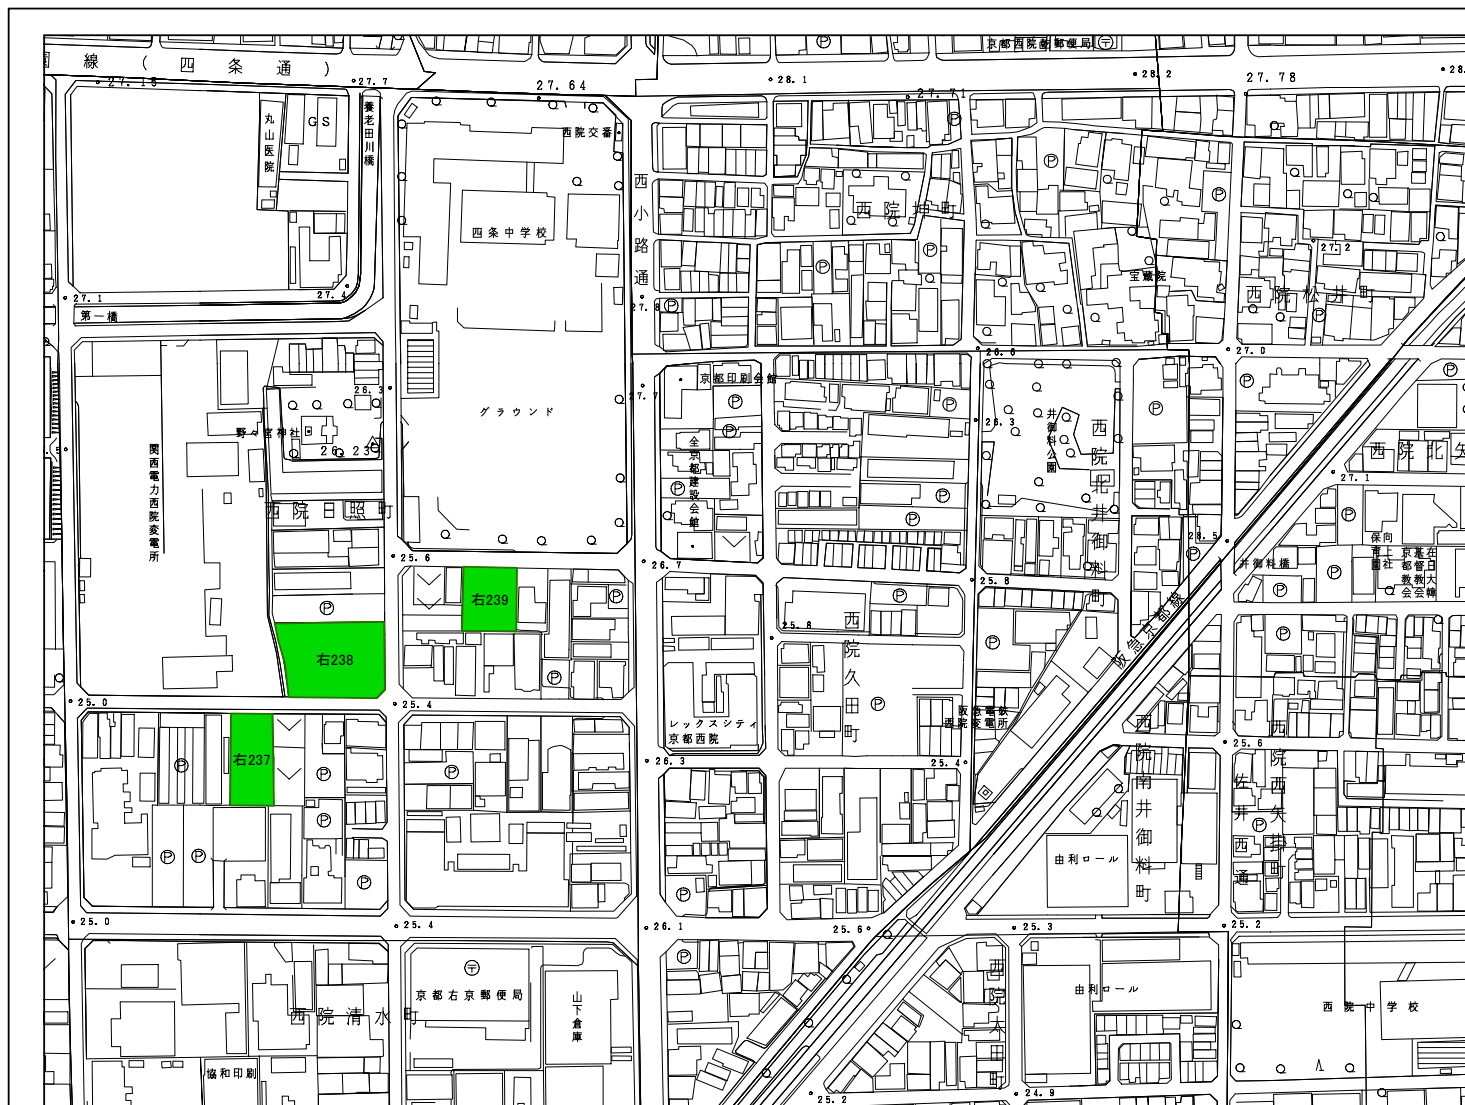 京都西院郵便局
線 ( 四 条 通 )
27.7
27.64
28.1
28.2
27.78
27.71
丸山医院
GS
養老田川橋
西院交番
四条中学校
西小路通
西院坤町
27.2
宝蔵院
西院松井町
27.1
27.4
第一橋
27.8
26.6
27.0
26.3
27.7
京都印刷会館
グラウンド
26.3
井御料公園
西院北井御料町
西院北矢
野々宮神社
26.23
関西電力西院変電所
全京都建設会館
27.1
西院日照町
28.5
井御料橋
保育園
向上社
京都教会
基督教会
在日大韓
25.6
26.7
25.8
右239
25.8
西院久田町
阪急京都線
右238
25.0
25.4
レックスシティ
京都西院
阪急電鉄
西院変電所
西院南井御料町
25.6
西院西矢掛町
佐井西通
右237
26.3
25.4
由利ロール
25.0
25.4
26.1
25.6
25.3
25.2
京都右京郵便局
山下倉庫
西院清水町
西院太田町
由利ロール
西院中学校
協和印刷
25.2
24.9